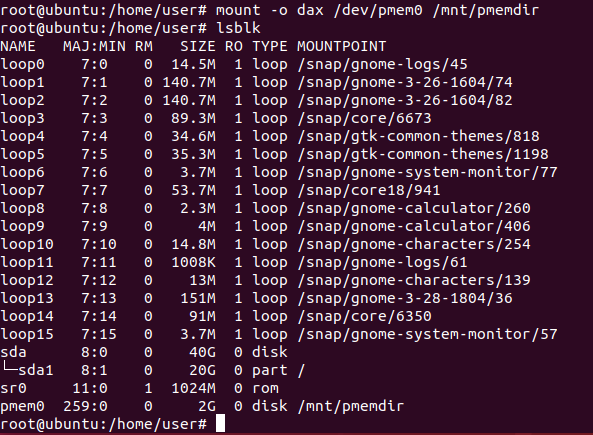 root@ubuntu:/home/user# mount -o dax /dev/pmem0 /mnt/pmemdir
root@ubuntu:/home/user# lsblk
NAME   MAJ:MIN RM   SIZE RO TYPE MOUNTPOINT
loop0    7:0    0  14.5M  1 loop /snap/gnome-logs/45
loop1    7:1    0 140.7M  1 loop /snap/gnome-3-26-1604/74
loop2    7:2    0 140.7M  1 loop /snap/gnome-3-26-1604/82
loop3    7:3    0  89.3M  1 loop /snap/core/6673
loop4    7:4    0  34.6M  1 loop /snap/gtk-common-themes/818
loop5    7:5    0  35.3M  1 loop /snap/gtk-common-themes/1198
loop6    7:6    0   3.7M  1 loop /snap/gnome-system-monitor/77
loop7    7:7    0  53.7M  1 loop /snap/core18/941
loop8    7:8    0   2.3M  1 loop /snap/gnome-calculator/260
loop9    7:9    0     4M  1 loop /snap/gnome-calculator/406
loop10   7:10   0  14.8M  1 loop /snap/gnome-characters/254
loop11   7:11   0  1008K  1 loop /snap/gnome-logs/61
loop12   7:12   0    13M  1 loop /snap/gnome-characters/139
loop13   7:13   0   151M  1 loop /snap/gnome-3-28-1804/36
loop14   7:14   0    91M  1 loop /snap/core/6350
loop15   7:15   0   3.7M  1 loop /snap/gnome-system-monitor/57
sda      8:0    0    40G  0 disk
└─sda1   8:1    0    20G  0 part /
sr0     11:0    1  1024M  0 rom
pmem0  259:0    0     2G  0 disk /mnt/pmemdir
root@ubuntu:/home/user#